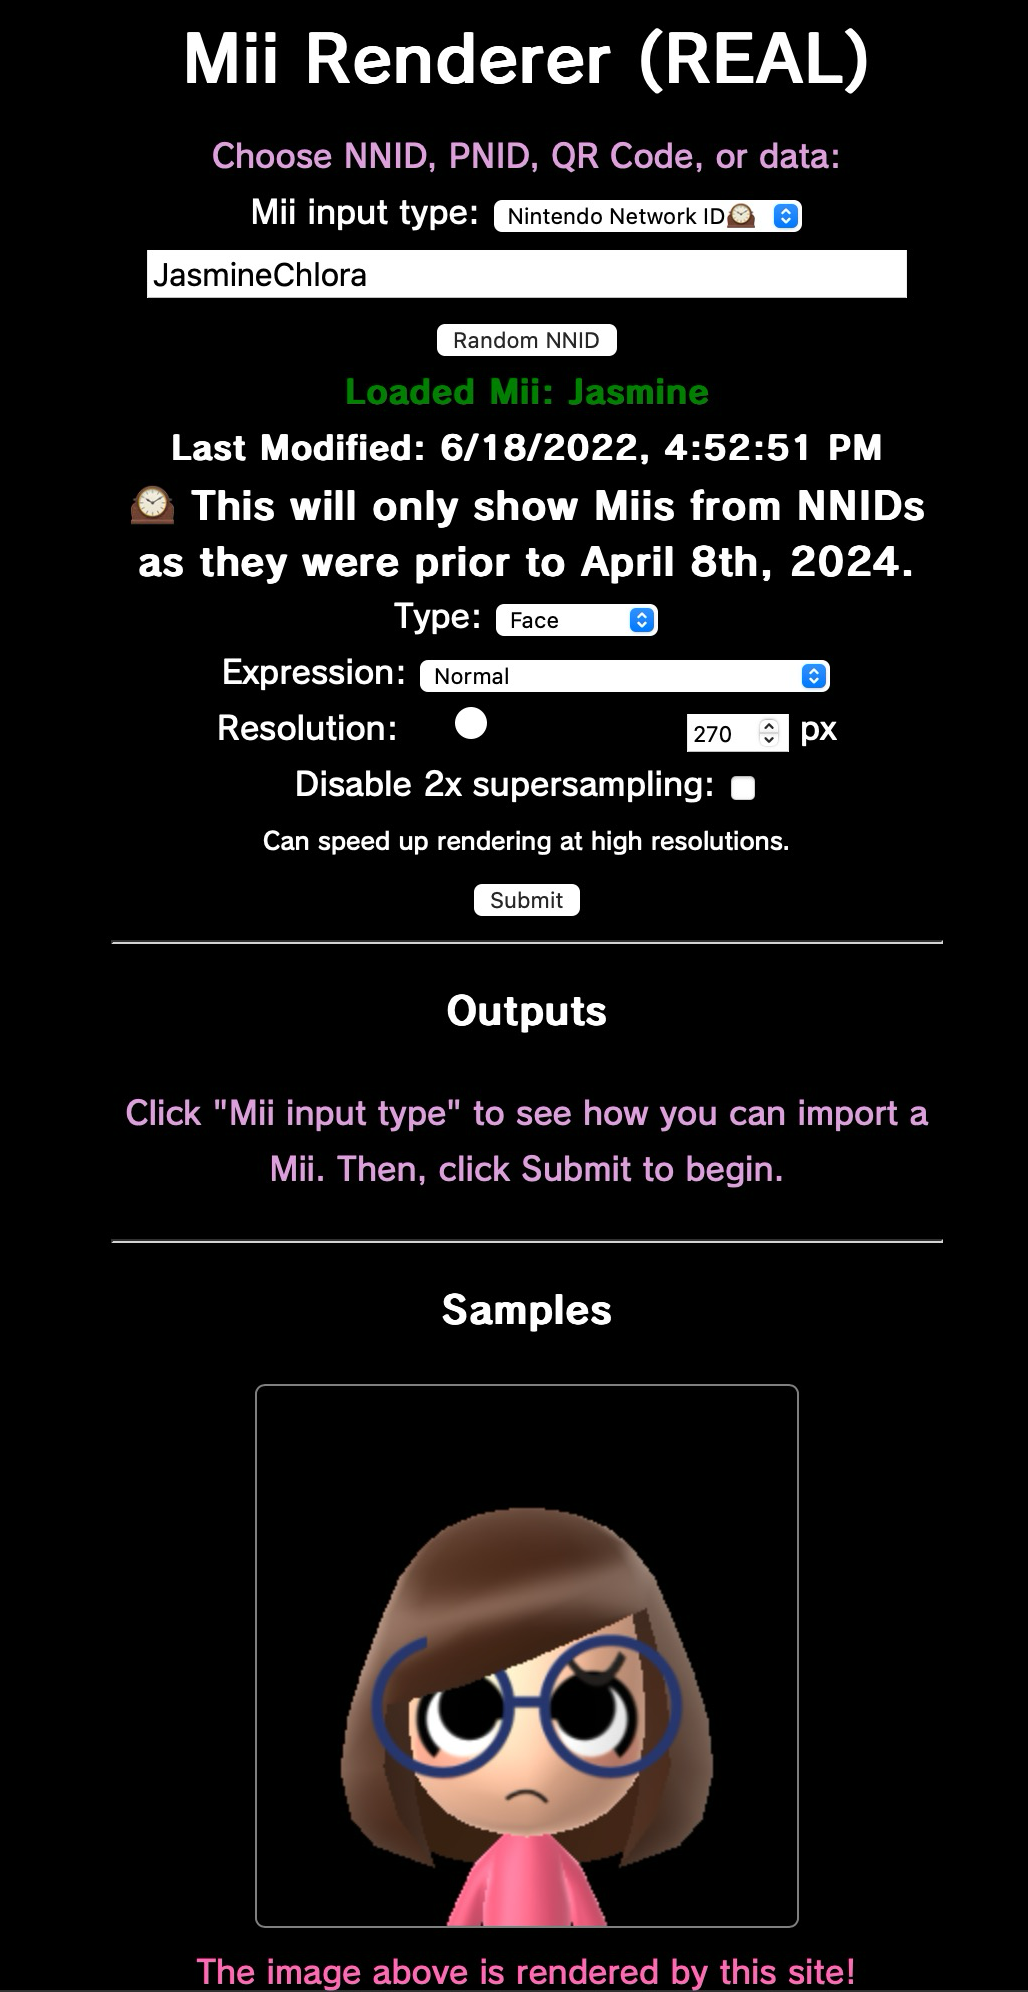 Mii Renderer (REAL)
Choose NNID, PNID, QR Code, or data:
Mii input type: Nintendo Network ID🕰️
JasmineChlora
Random NNID
Loaded Mii: Jasmine
Last Modified: 6/18/2022, 4:52:51 PM
🕰️ This will only show Miis from NNIDs
as they were prior to April 8th, 2024.
Type: Face
Expression: Normal
Resolution: 270 px
Disable 2x supersampling:
Can speed up rendering at high resolutions.
Submit
Outputs
Click "Mii input type" to see how you can import a
Mii. Then, click Submit to begin.
Samples
The image above is rendered by this site!